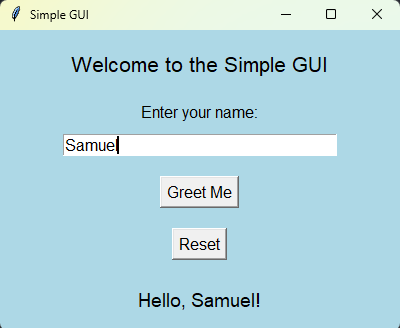 Simple GUI
Welcome to the Simple GUI
Enter your name:
Samuel
Greet Me
Reset
Hello, Samuel!